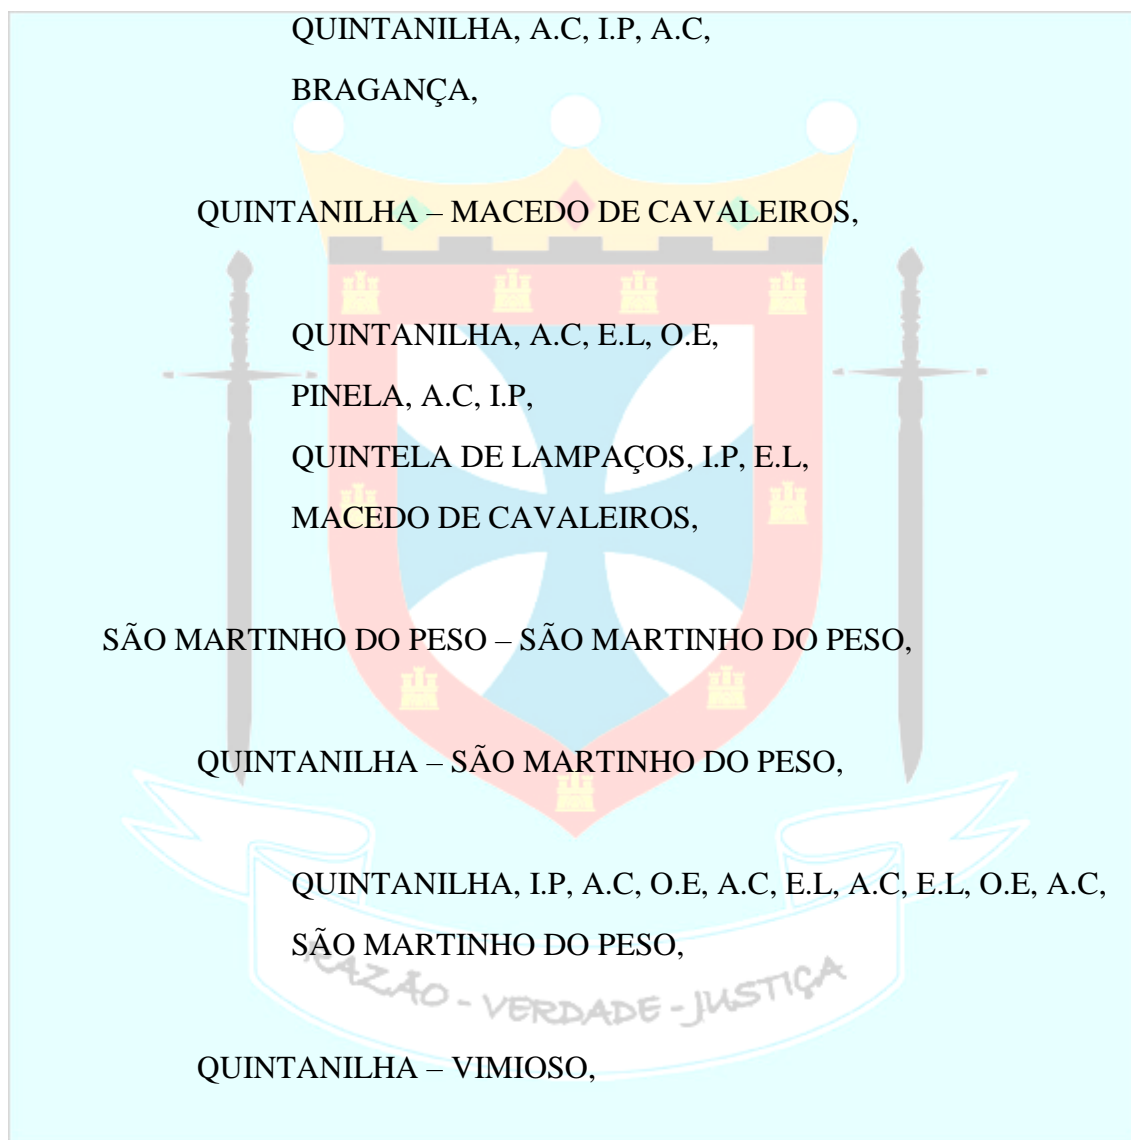 QUINTANILHA, A.C, I.P, A.C,
BRAGANÇA,
QUINTANILHA – MACEDO DE CAVALEIROS,
QUINTANILHA, A.C, E.L, O.E,
PINELA, A.C, I.P,
QUINTELA DE LAMPAÇOS, I.P, E.L,
MACEDO DE CAVALEIROS,
SÃO MARTINHO DO PESO – SÃO MARTINHO DO PESO,
QUINTANILHA – SÃO MARTINHO DO PESO,
QUINTANILHA, I.P, A.C, O.E, A.C, E.L, A.C, E.L, O.E, A.C,
SÃO MARTINHO DO PESO,
RAZÃO - VERDADE - JUSTIÇA
QUINTANILHA – VIMIOSO,